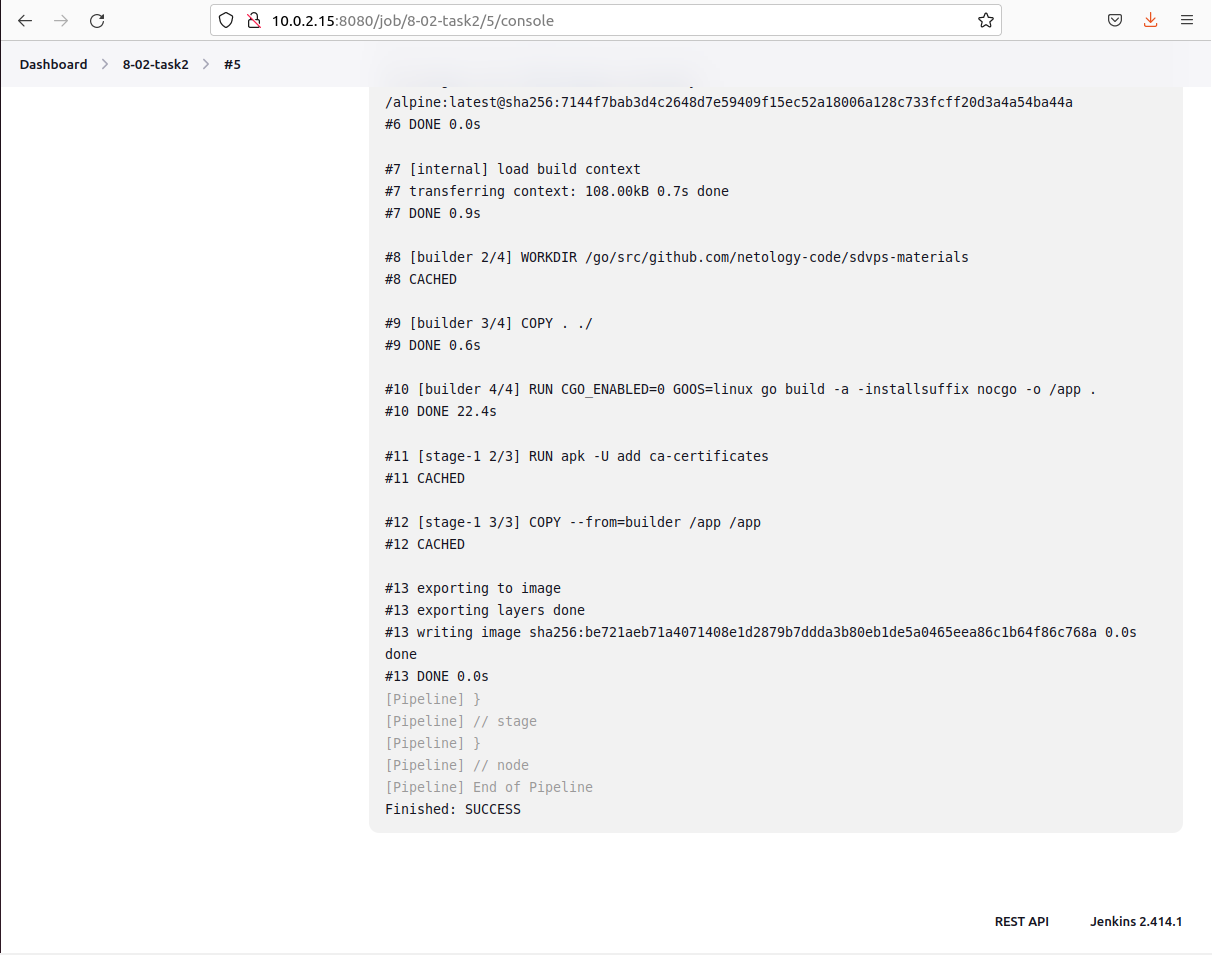 10.0.2.15:8080/job/8-02-task2/5/console
Dashboard > 8-02-task2 > #5
/alpine:latest@sha256:7144f7bab3d4c2648d7e59409f15ec52a18006a128c733fcff20d3a4a54ba44a
#6 DONE 0.0s
#7 [internal] load build context
#7 transferring context: 108.00kB 0.7s done
#7 DONE 0.9s
#8 [builder 2/4] WORKDIR /go/src/github.com/netology-code/sdvps-materials
#8 CACHED
#9 [builder 3/4] COPY . ./
#9 DONE 0.6s
#10 [builder 4/4] RUN CGO_ENABLED=0 GOOS=linux go build -a -installsuffix nocgo -o /app .
#10 DONE 22.4s
#11 [stage-1 2/3] RUN apk -U add ca-certificates
#11 CACHED
#12 [stage-1 3/3] COPY --from=builder /app /app
#12 CACHED
#13 exporting to image
#13 exporting layers done
#13 writing image sha256:be721aeb71a4071408e1d2879b7ddda3b80eb1de5a0465eea86c1b64f86c768a 0.0s
done
#13 DONE 0.0s
[Pipeline] }
[Pipeline] // stage
[Pipeline] }
[Pipeline] // node
[Pipeline] End of Pipeline
Finished: SUCCESS
REST API Jenkins 2.414.1